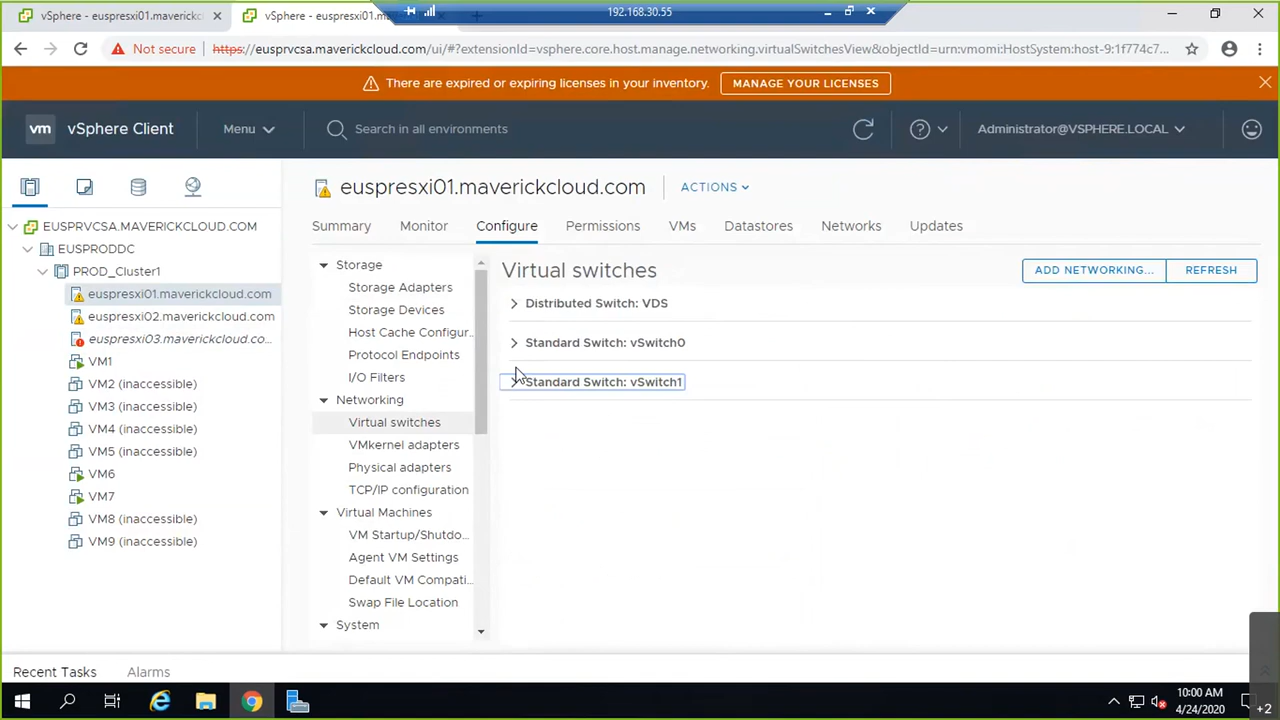 vSphere - euspresxi01.maverickcloud.c
vSphere - euspresxi01.m
192.168.30.55
Not secure
https://eusprvcsa.maverickcloud.com/ui/#?extensionId=vsphere.core.host.manage.networking.virtualSwitchesView&objectId=urn:vmomi:HostSystem:host-9:1f774c7...
There are expired or expiring licenses in your inventory.
MANAGE YOUR LICENSES
vm
vSphere Client
Menu
Search in all environments
Administrator@VSPHERE.LOCAL
EUSPRVCSA.MAVERICKCLOUD.COM
EUSPRODDC
PROD_Cluster1
euspresxi01.maverickcloud.com
euspresxi02.maverickcloud.com
euspresxi03.maverickcloud.co...
VM1
VM2 (inaccessible)
VM3 (inaccessible)
VM4 (inaccessible)
VM5 (inaccessible)
VM6
VM7
VM8 (inaccessible)
VM9 (inaccessible)
euspresxi01.maverickcloud.com
ACTIONS
Summary
Monitor
Configure
Permissions
VMs
Datastores
Networks
Updates
Storage
Storage Adapters
Storage Devices
Host Cache Configur..
Protocol Endpoints
I/O Filters
Networking
Virtual switches
VMkernel adapters
Physical adapters
TCP/IP configuration
Virtual Machines
VM Startup/Shutdo...
Agent VM Settings
Default VM Compati...
Swap File Location
System
Virtual switches
ADD NETWORKING...
REFRESH
Distributed Switch: VDS
Standard Switch: vSwitch0
Standard Switch: vSwitch1
Recent Tasks
Alarms
10:00 AM
4/24/2020
+2